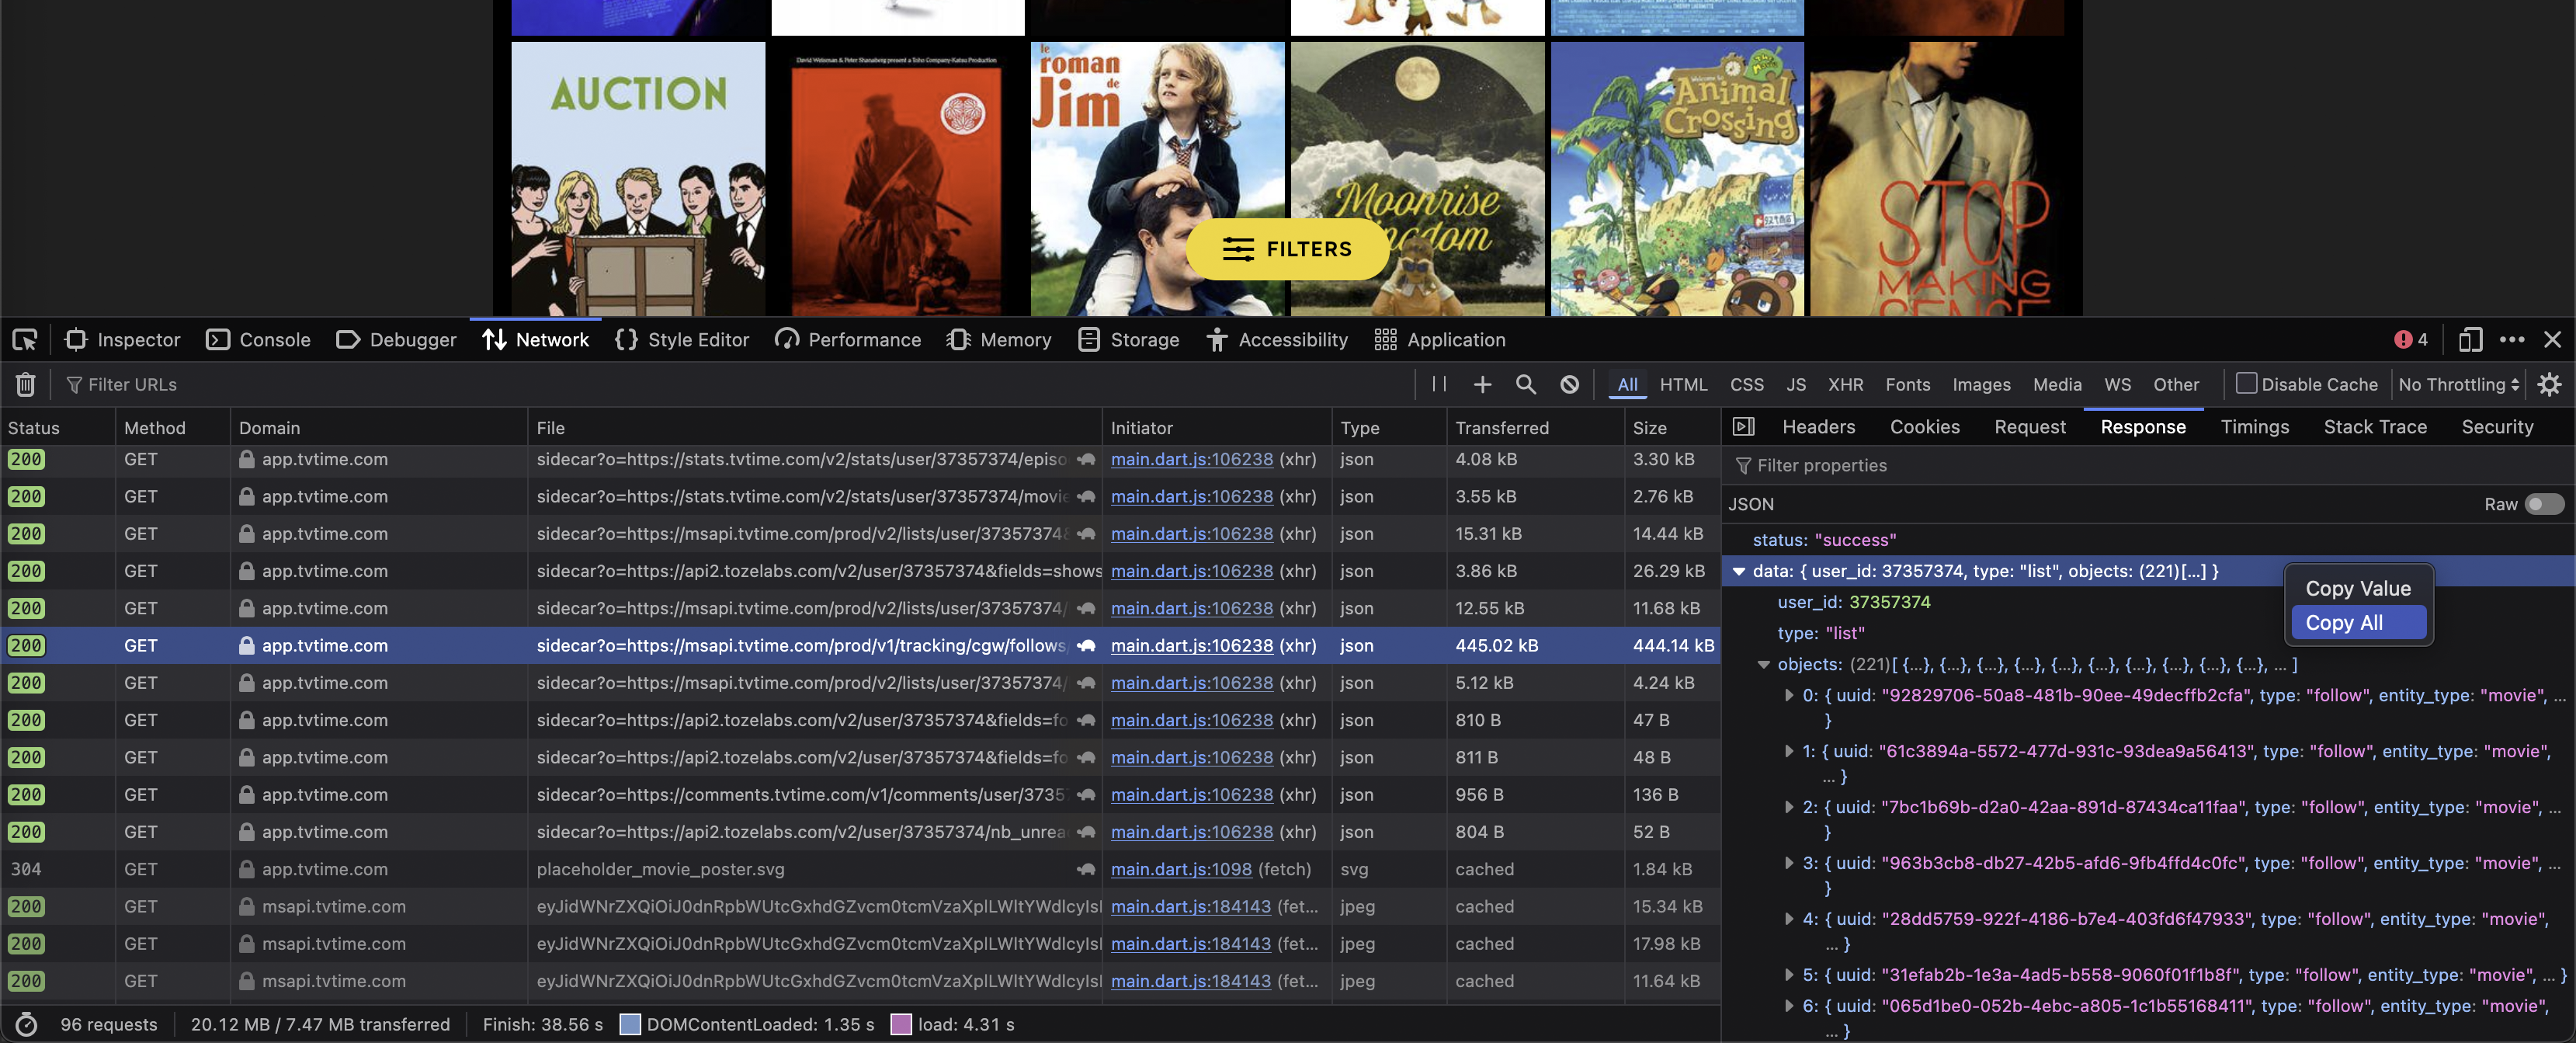 AUCTION
David Weisman & Peter Shanaberg present a Toho Company-Katsu Production
le
roman
de
Jim
Moonrise
Welcome to
Animal
Crossing
STOP
MAKING
FILTERS
Inspector Console Debugger Network Style Editor Performance Memory Storage Accessibility Application 4
Filter URLs All HTML CSS JS XHR Fonts Images Media WS Other Disable Cache No Throttling
Status Method Domain File Initiator Type Transferred Size
200 GET app.tvtime.com sidecar?o=https://stats.tvtime.com/v2/stats/user/37357374/episo main.dart.js:106238 (xhr) json 4.08 kB 3.30 kB
200 GET app.tvtime.com sidecar?o=https://stats.tvtime.com/v2/stats/user/37357374/movie main.dart.js:106238 (xhr) json 3.55 kB 2.76 kB
200 GET app.tvtime.com sidecar?o=https://msapi.tvtime.com/prod/v2/lists/user/37357374& main.dart.js:106238 (xhr) json 15.31 kB 14.44 kB
200 GET app.tvtime.com sidecar?o=https://api2.tozelabs.com/v2/user/37357374&fields=shows main.dart.js:106238 (xhr) json 3.86 kB 26.29 kB
200 GET app.tvtime.com sidecar?o=https://msapi.tvtime.com/prod/v2/lists/user/37357374/ main.dart.js:106238 (xhr) json 12.55 kB 11.68 kB
200 GET app.tvtime.com sidecar?o=https://msapi.tvtime.com/prod/v1/tracking/cgw/follows main.dart.js:106238 (xhr) json 445.02 kB 444.14 kB
200 GET app.tvtime.com sidecar?o=https://msapi.tvtime.com/prod/v2/lists/user/37357374/ main.dart.js:106238 (xhr) json 5.12 kB 4.24 kB
200 GET app.tvtime.com sidecar?o=https://api2.tozelabs.com/v2/user/37357374&fields=fo main.dart.js:106238 (xhr) json 810 B 47 B
200 GET app.tvtime.com sidecar?o=https://api2.tozelabs.com/v2/user/37357374&fields=fo main.dart.js:106238 (xhr) json 811 B 48 B
200 GET app.tvtime.com sidecar?o=https://comments.tvtime.com/v1/comments/user/3735 main.dart.js:106238 (xhr) json 956 B 136 B
200 GET app.tvtime.com sidecar?o=https://api2.tozelabs.com/v2/user/37357374/nb_unrea main.dart.js:106238 (xhr) json 804 B 52 B
304 GET app.tvtime.com placeholder_movie_poster.svg main.dart.js:1098 (fetch) svg cached 1.84 kB
200 GET msapi.tvtime.com eyJidWNrZXQiOiJ0dnRpbWUtcGxhdGZvcm0tcmVzaXplLWltYWdlcyIsI main.dart.js:184143 (fet... jpeg cached 15.34 kB
200 GET msapi.tvtime.com eyJidWNrZXQiOiJ0dnRpbWUtcGxhdGZvcm0tcmVzaXplLWltYWdlcyIsI main.dart.js:184143 (fet... jpeg cached 17.98 kB
200 GET msapi.tvtime.com eyJidWNrZXQiOiJ0dnRpbWUtcGxhdGZvcm0tcmVzaXplLWltYWdlcyIsI main.dart.js:184143 (fet... jpeg cached 11.64 kB
96 requests 20.12 MB / 7.47 MB transferred Finish: 38.56 s DOMContentLoaded: 1.35 s load: 4.31 s
Headers Cookies Request Response Timings Stack Trace Security
Filter properties
JSON Raw
status: "success"
data: { user_id: 37357374, type: "list", objects: (221)[…] }
Copy Value
Copy All
user_id: 37357374
type: "list"
objects: (221)[ {…}, {…}, {…}, {…}, {…}, {…}, {…}, {…}, {…}, {…}, … ]
0: { uuid: "92829706-50a8-481b-90ee-49decffb2cfa", type: "follow", entity_type: "movie", …
}
1: { uuid: "61c3894a-5572-477d-931c-93dea9a56413", type: "follow", entity_type: "movie",
… }
2: { uuid: "7bc1b69b-d2a0-42aa-891d-87434ca11faa", type: "follow", entity_type: "movie", …
}
3: { uuid: "963b3cb8-db27-42b5-afd6-9fb4ffd4c0fc", type: "follow", entity_type: "movie", …
}
4: { uuid: "28dd5759-922f-4186-b7e4-403fd6f47933", type: "follow", entity_type: "movie",
… }
5: { uuid: "31efab2b-1e3a-4ad5-b558-9060f01f1b8f", type: "follow", entity_type: "movie", … }
6: { uuid: "065d1be0-052b-4ebc-a805-1c1b55168411", type: "follow", entity_type: "movie",
… }